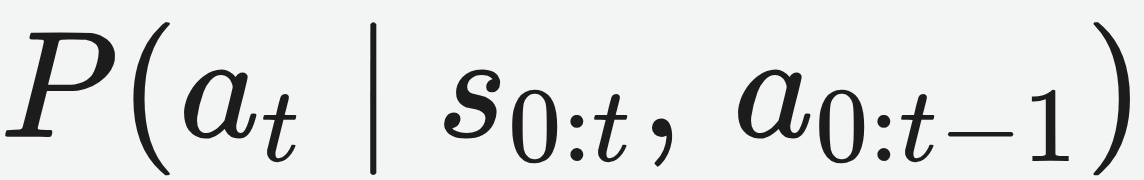 P(a_t | s_{0:t}, a_{0:t−1})